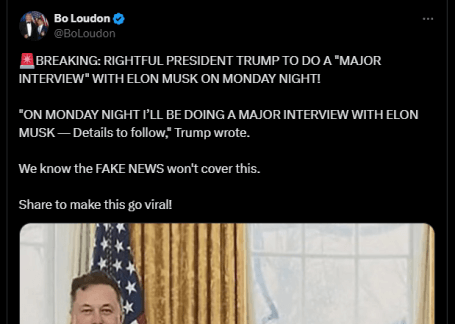 Bo Loudon
@BoLoudon
🚨BREAKING: RIGHTFUL PRESIDENT TRUMP TO DO A "MAJOR
INTERVIEW" WITH ELON MUSK ON MONDAY NIGHT!
"ON MONDAY NIGHT I’LL BE DOING A MAJOR INTERVIEW WITH ELON
MUSK — Details to follow," Trump wrote.
We know the FAKE NEWS won't cover this.
Share to make this go viral!